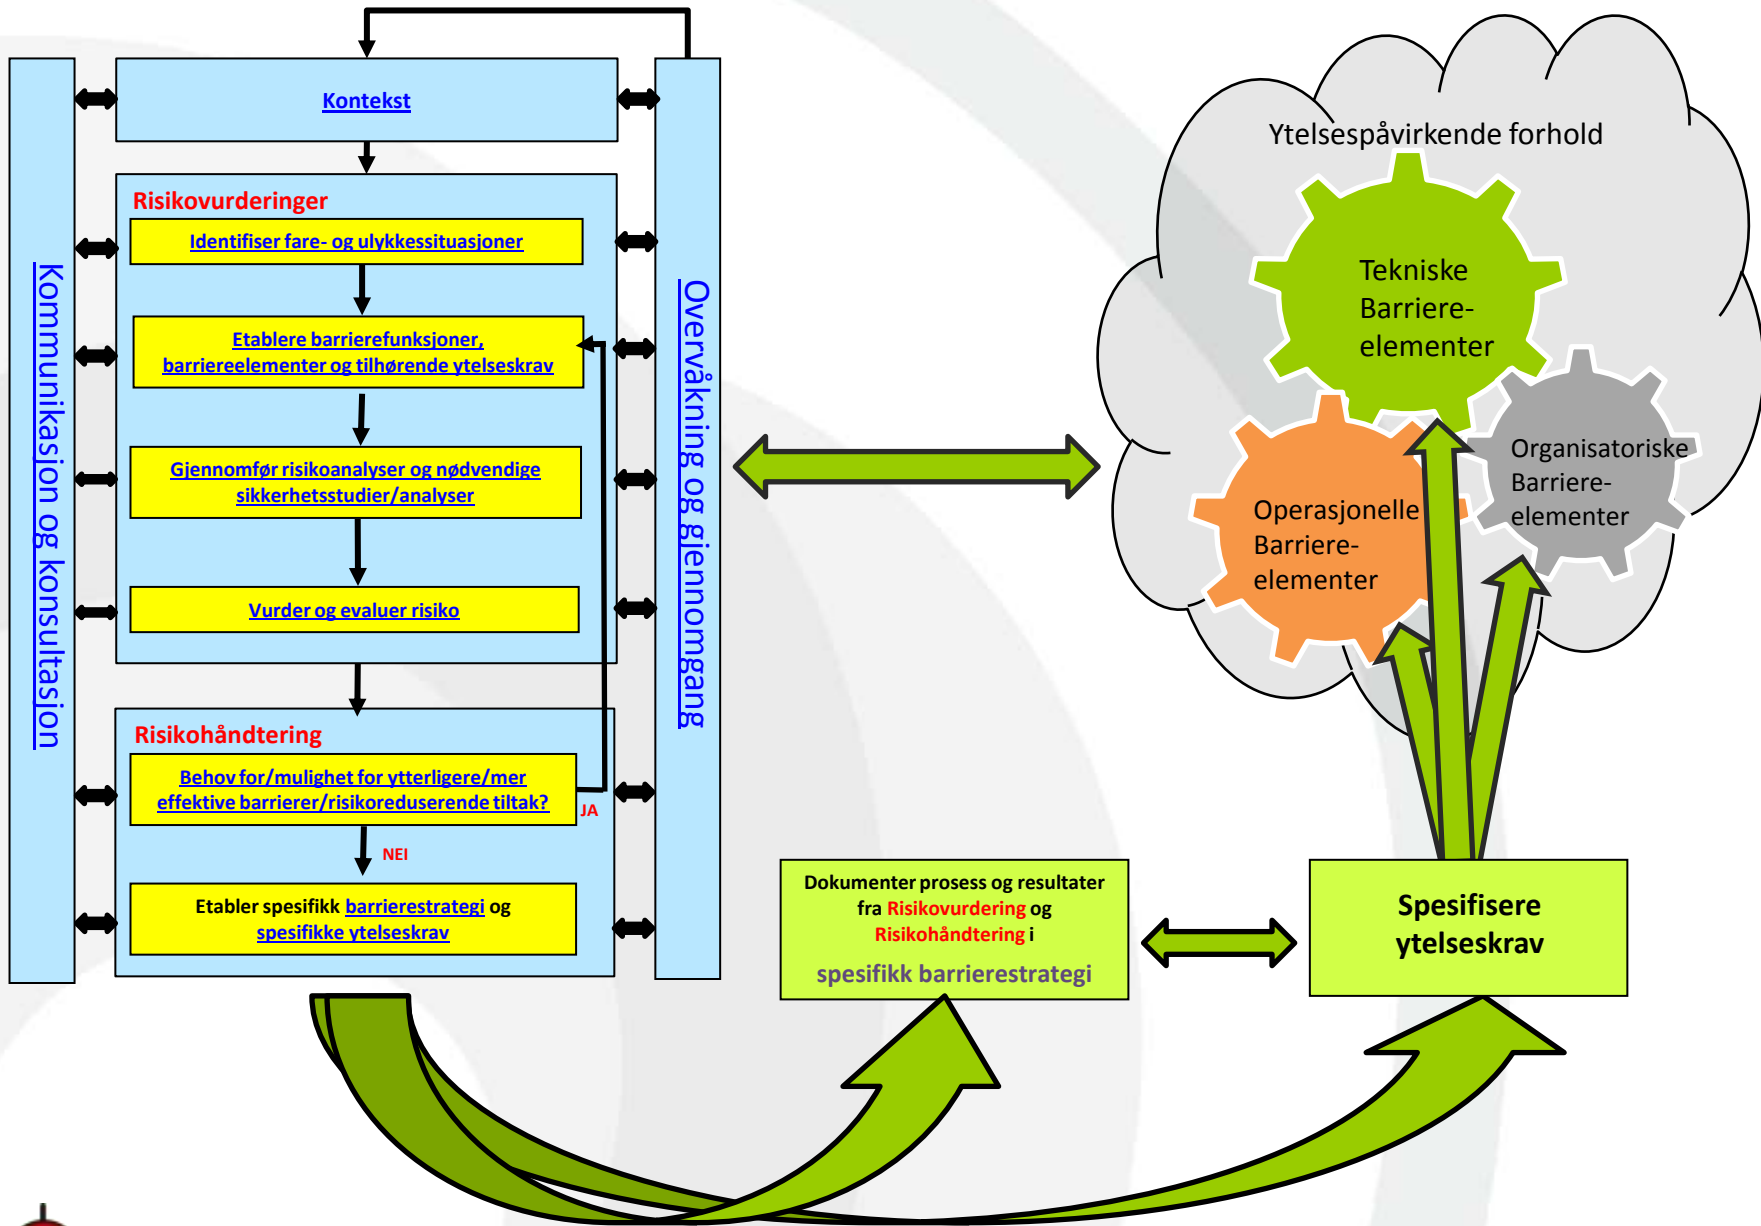 Kommunikasjon og konsultasjon
Kontekst
Risikovurderinger
Identifiser fare- og ulykkessituasjoner
Etablere barrierefunksjoner,
barriereelementer og tilhørende ytelseskrav
Gjennomfør risikoanalyser og nødvendige
sikkerhetsstudier/analyser
Vurder og evaluer risiko
Risikohåndtering
Behov for/mulighet for ytterligere/mer
effektive barrierer/risikoreduserende tiltak?
JA
NEI
Etabler spesifikk barrierestrategi og
spesifikke ytelseskrav
Overvåkning og gjennomgang
Ytelsespåvirkende forhold
Tekniske
Barriere-
elementer
Organisatoriske
Barriere-
elementer
Operasjonelle
Barriere-
elementer
Dokumenter prosess og resultater
fra Risikovurdering og
Risikohåndtering i
spesifikk barrierestrategi
Spesifisere
ytelseskrav